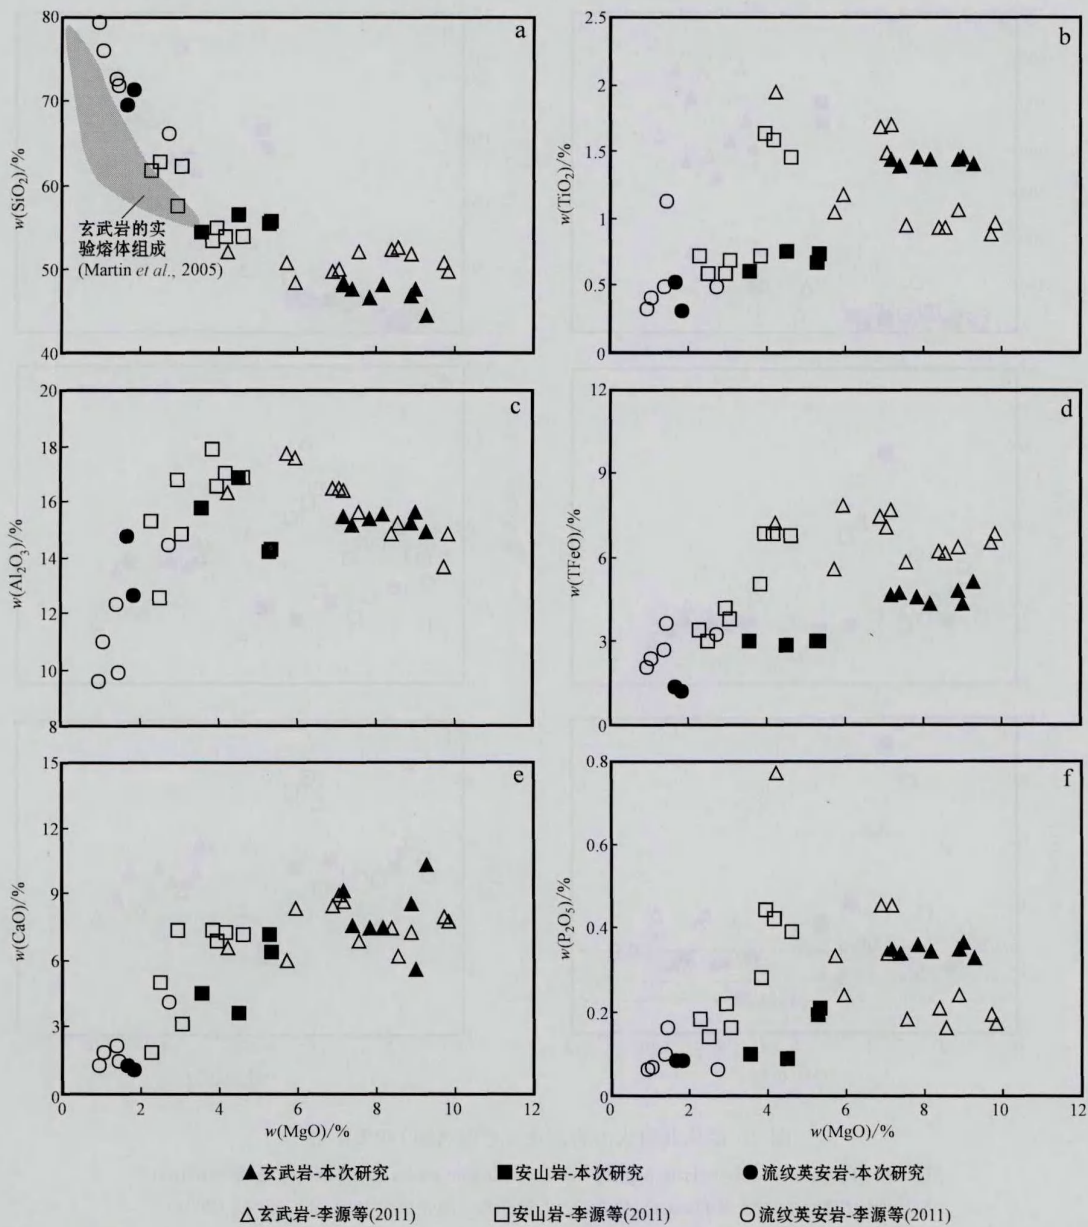 80
a
70
w(SiO₂)/%
60
玄武岩的实
验熔体组成
(Martin et al., 2005)
50
40
2.5
b
2
1.5
w(TiO₂)/%
1
0.5
0
20
c
18
16
w(Al₂O₃)/%
14
12
10
8
12
d
9
w(TFeO)/%
6
3
0
15
e
12
9
w(CaO)/%
6
3
0
0 2 4 6 8 10 12
w(MgO)/%
0.8
f
0.6
w(P₂O₅)/%
0.4
0.2
0
0 2 4 6 8 10 12
w(MgO)/%
▲玄武岩-本次研究 ■安山岩-本次研究 ●流纹英安岩-本次研究
△玄武岩-李源等(2011) □安山岩-李源等(2011) ○流纹英安岩-李源等(2011)